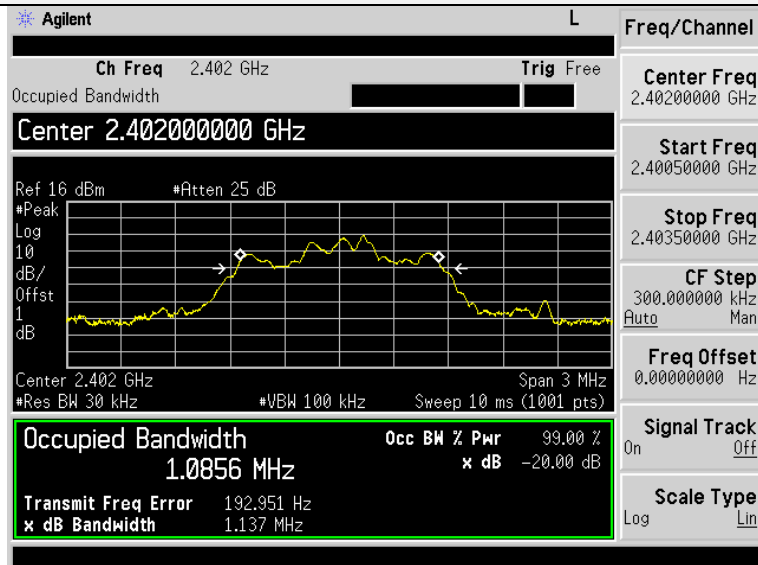 Agilent L
Ch Freq 2.402 GHz Trig Free
Occupied Bandwidth
Center 2.402000000 GHz
Ref 16 dBm #Atten 25 dB
#Peak
Log
10
dB/
Offst
1
dB
Center 2.402 GHz Span 3 MHz
#Res BW 30 kHz #VBW 100 kHz Sweep 10 ms (1001 pts)
Occupied Bandwidth
1.0856 MHz
Occ BW % Pwr 99.00 %
x dB -20.00 dB
Transmit Freq Error 192.951 Hz
x dB Bandwidth 1.137 MHz
Freq/Channel
Center Freq
2.40200000 GHz
Start Freq
2.40050000 GHz
Stop Freq
2.40350000 GHz
CF Step
300.000000 kHz
Auto Man
Freq Offset
0.00000000 Hz
Signal Track
On Off
Scale Type
Log Lin